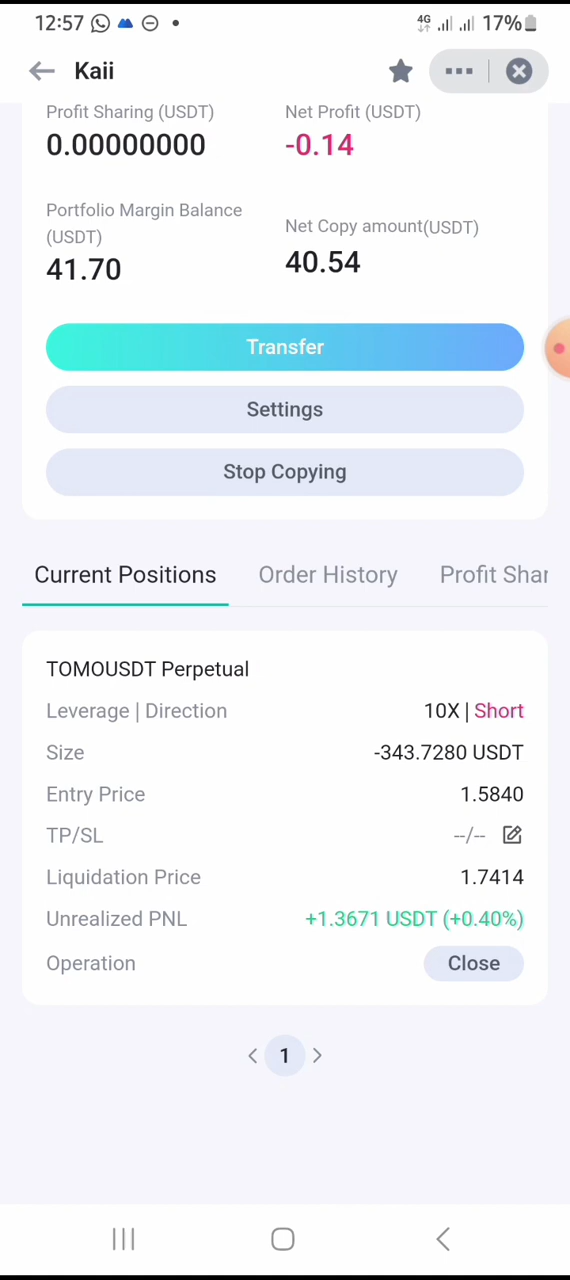 12:57 4G 17%
Kaii
Profit Sharing (USDT) Net Profit (USDT)
0.00000000 -0.14
Portfolio Margin Balance
(USDT)
Net Copy amount(USDT)
41.70 40.54
Transfer
Settings
Stop Copying
Current Positions Order History Profit Shar
TOMOUSDT Perpetual
Leverage | Direction 10X | Short
Size -343.7280 USDT
Entry Price 1.5840
TP/SL --/--
Liquidation Price 1.7414
Unrealized PNL +1.3671 USDT (+0.40%)
Operation Close
< 1 >